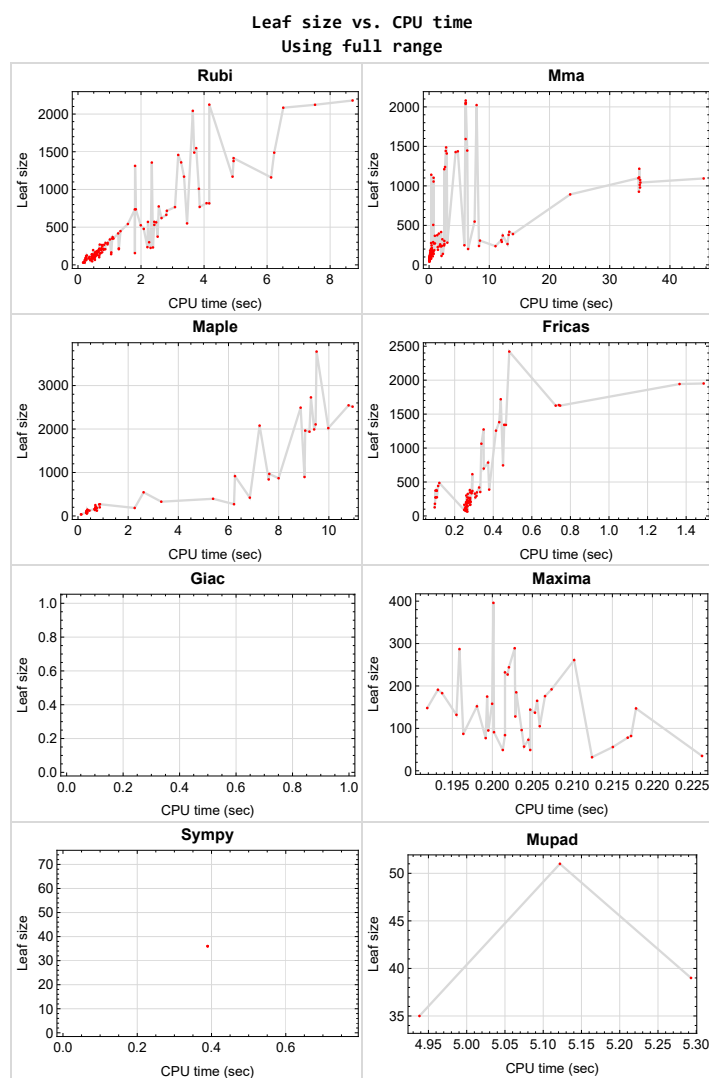 Leaf size vs. CPU time
Using full range
Rubi
Leaf size
2000
1500
1000
500
0
0 2 4 6 8
CPU time (sec)
Mma
Leaf size
2000
1500
1000
500
0
0 10 20 30 40
CPU time (sec)
Maple
Leaf size
3000
2000
1000
0
0 2 4 6 8 10
CPU time (sec)
Fricas
Leaf size
2500
2000
1500
1000
500
0
0.2 0.4 0.6 0.8 1.0 1.2 1.4
CPU time (sec)
Giac
Leaf size
1.0
0.8
0.6
0.4
0.2
0.0
0.0 0.2 0.4 0.6 0.8 1.0
CPU time (sec)
Maxima
Leaf size
400
300
200
100
0
0.195 0.200 0.205 0.210 0.215 0.220 0.225
CPU time (sec)
Sympy
Leaf size
70
60
50
40
30
20
10
0
0.0 0.2 0.4 0.6
CPU time (sec)
Mupad
Leaf size
50
45
40
35
4.95 5.00 5.05 5.10 5.15 5.20 5.25 5.30
CPU time (sec)